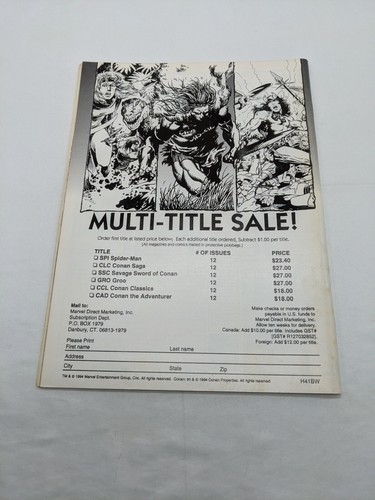 MULTI-TITLE SALE!
Order first title is listed price below. Each additional title ordered, Subtract $1.00 per title.
(All magazines and comics mailed in protective polybags.)
TITLE # OF ISSUES PRICE
SPI Spider-Man 12 $23.40
CLC Conan Saga 12 $27.00
SSC Savage Sword of Conan 12 $27.00
GRO Groo 12 $27.00
CCL Conan Classics 12 $18.00
CAD Conan the Adventurer 12 $18.00
Mail to:
Marvel Direct Marketing, Inc.
Subscription Dept.
P.O. BOX 1979
Danbury, CT. 06813-1979
Make checks or money orders
payable in U.S. funds to
Marvel Direct Marketing, Inc.
Allow ten weeks for delivery.
Canada: Add $10.00 per title. includes GST#
[GST# R127032852].
Foreign: Add $12.00 per title.
Please Print
First name Last name
Address
City State Zip
TM & © 1994 Marvel Entertainment Group, Inc. All rights reserved. Conan: TM & © 1994 Conan Properties, Inc. All rights reserved.
H41BW